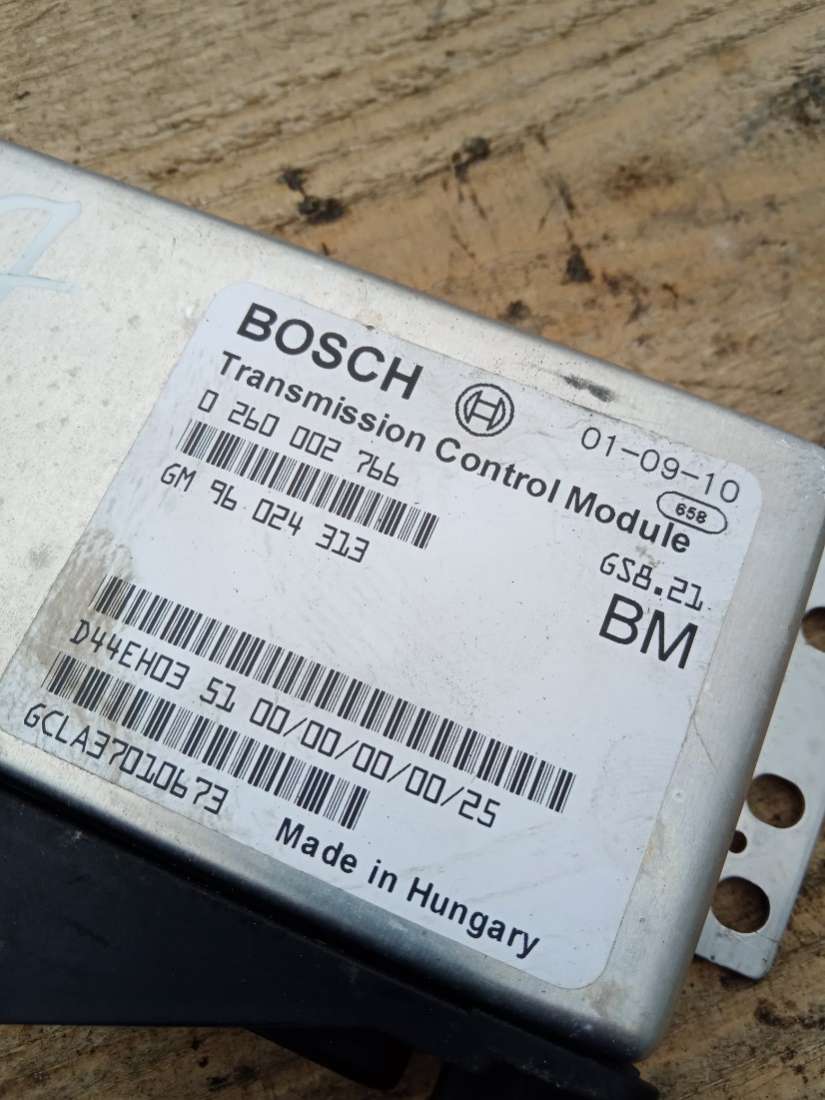 BOSCH
Transmission Control Module
01-09-10
0 260 002 766
658
GM 96 024 313
GS8.21
BM
D44EH03 S1 00/00/00/00/25
GCLA37010673
Made in Hungary